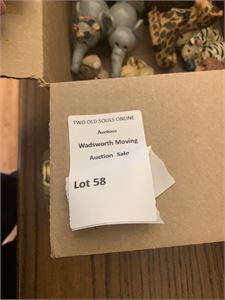 TWO OLD SOULS ONLINE
Auctions
Wadsworth Moving
Auction Sale
Lot 58